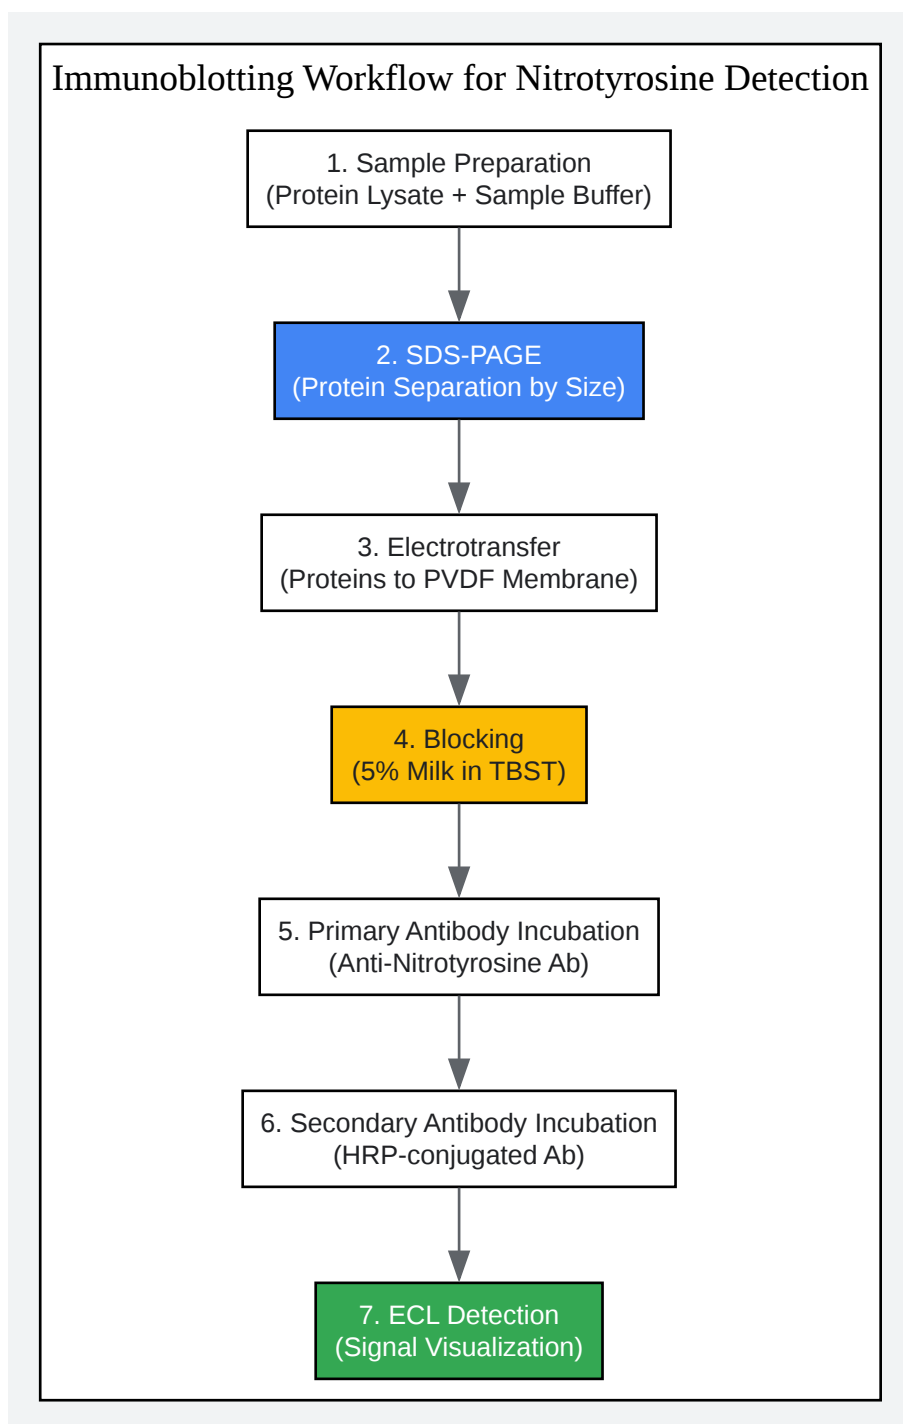 Immunoblotting Workflow for Nitrotyrosine Detection
1. Sample Preparation
(Protein Lysate + Sample Buffer)
2. SDS-PAGE
(Protein Separation by Size)
3. Electrotransfer
(Proteins to PVDF Membrane)
4. Blocking
(5% Milk in TBST)
5. Primary Antibody Incubation
(Anti-Nitrotyrosine Ab)
6. Secondary Antibody Incubation
(HRP-conjugated Ab)
7. ECL Detection
(Signal Visualization)